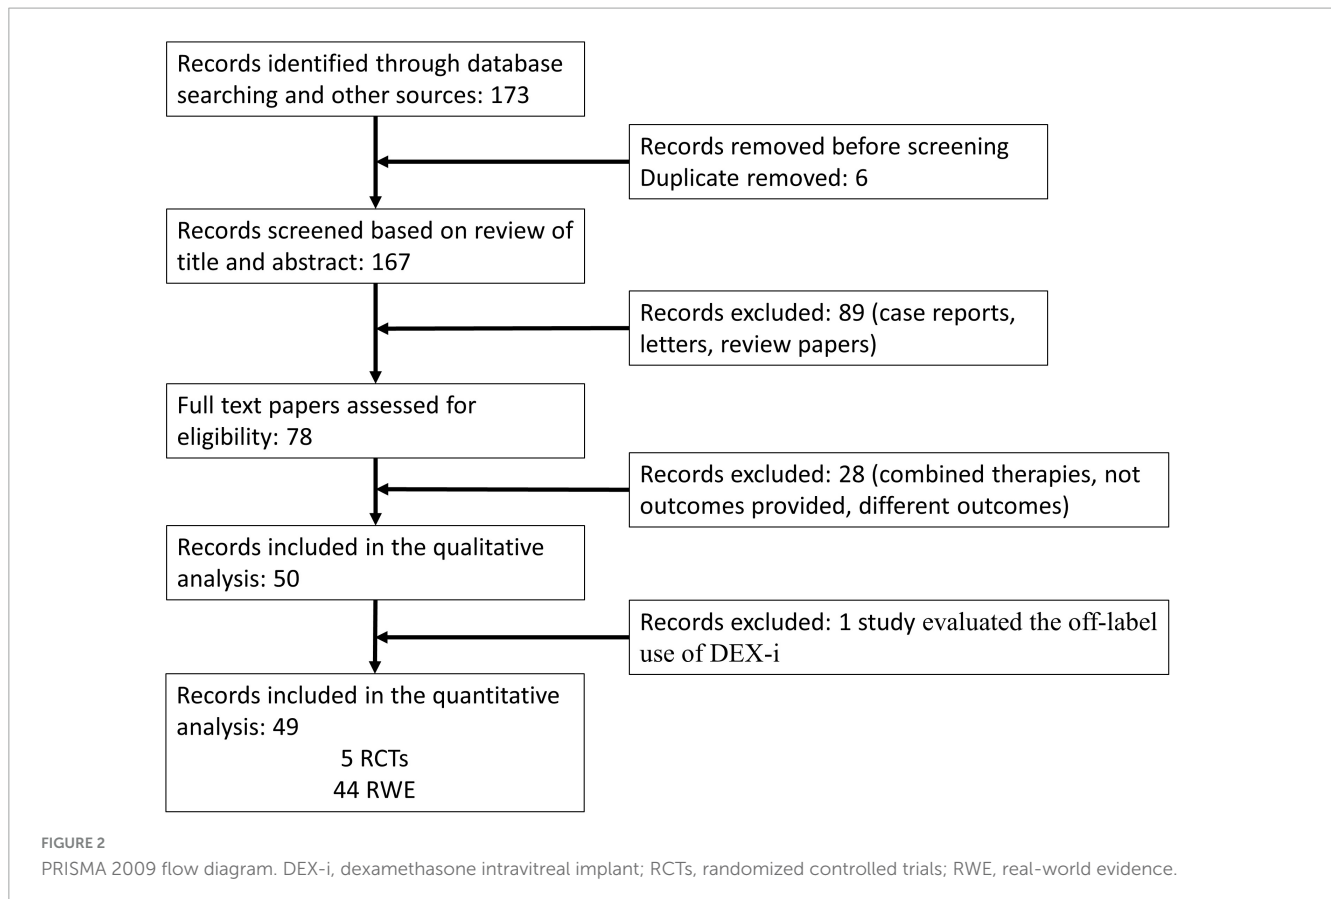 Records identified through database
searching and other sources: 173
Records removed before screening
Duplicate removed: 6
Records screened based on review of
title and abstract: 167
Records excluded: 89 (case reports,
letters, review papers)
Full text papers assessed for
eligibility: 78
Records excluded: 28 (combined therapies, not
outcomes provided, different outcomes)
Records included in the qualitative
analysis: 50
Records excluded: 1 study evaluated the off-label
use of DEX-i
Records included in the quantitative
analysis: 49
5 RCTs
44 RWE
FIGURE 2
PRISMA 2009 flow diagram. DEX-i, dexamethasone intravitreal implant; RCTs, randomized controlled trials; RWE, real-world evidence.